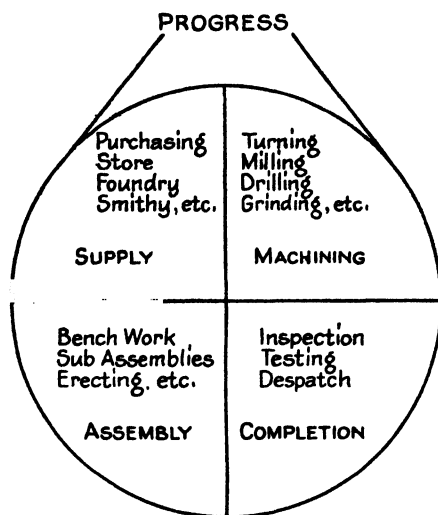 PROGRESS
Purchasing
Store
Foundry
Smithy, etc.
SUPPLY
Turning
Milling
Drilling
Grinding, etc.
MACHINING
Bench Work
Sub Assemblies
Erecting, etc.
ASSEMBLY
Inspection
Testing
Despatch
COMPLETION